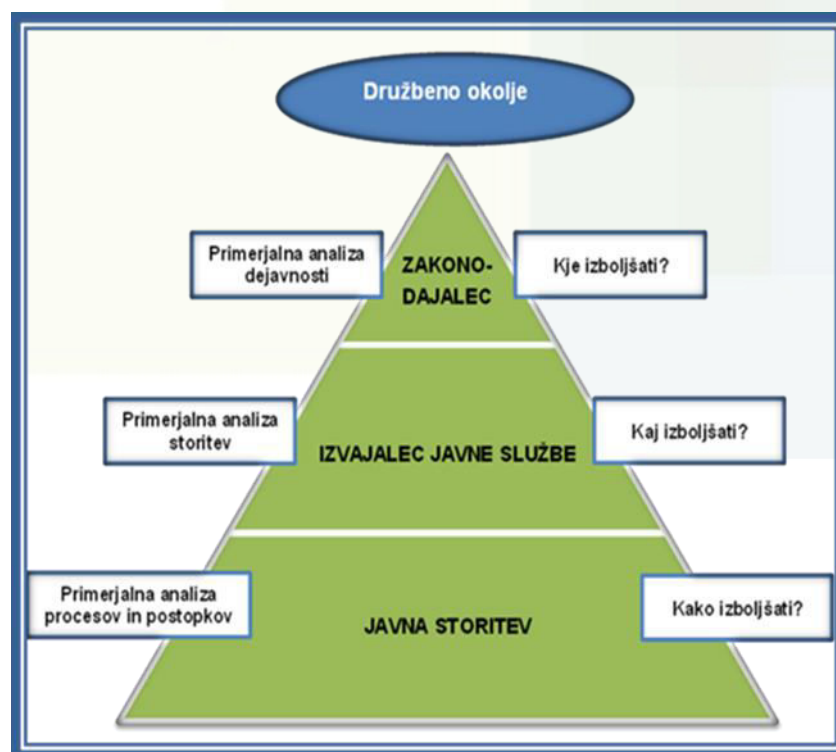 Družbeno okolje
Primerjalna analiza
dejavnosti
ZAKONO-
DAJALEC
Kje izboljšati?
Primerjalna analiza
storitev
IZVAJALEC JAVNE SLUŽBE
Kaj izboljšati?
Primerjalna analiza
procesov in postopkov
JAVNA STORITEV
Kako izboljšati?